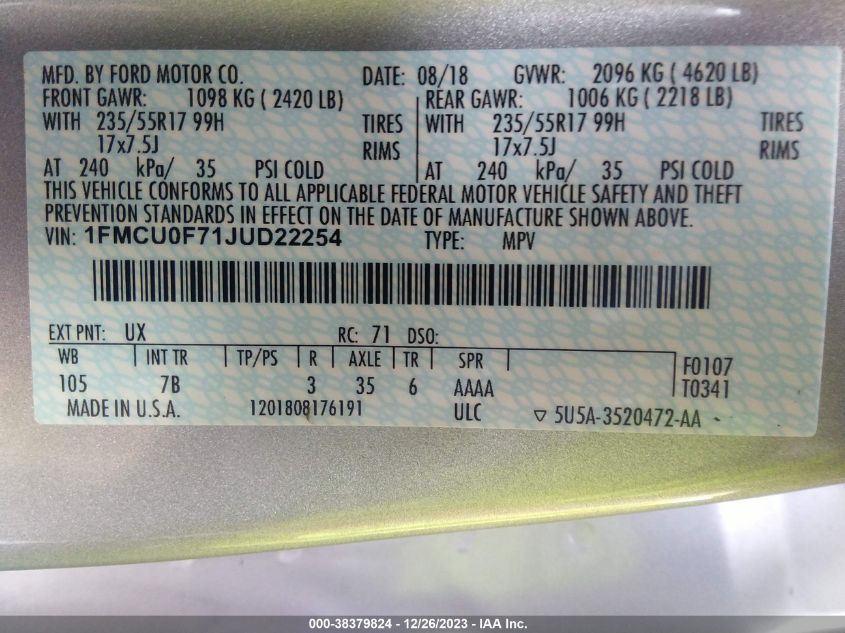 MFD. BY FORD MOTOR CO. DATE: 08/18 GVWR: 2096 KG ( 4620 LB)
FRONT GAWR: 1098 KG ( 2420 LB) REAR GAWR: 1006 KG ( 2218 LB)
WITH 235/55R17 99H TIRES WITH 235/55R17 99H TIRES
17x7.5J RIMS 17x7.5J RIMS
AT 240 kPa/ 35 PSI COLD AT 240 kPa/ 35 PSI COLD
THIS VEHICLE CONFORMS TO ALL APPLICABLE FEDERAL MOTOR VEHICLE SAFETY AND THEFT
PREVENTION STANDARDS IN EFFECT ON THE DATE OF MANUFACTURE SHOWN ABOVE.
VIN: 1FMCU0F71JUD22254 TYPE: MPV
EXT PNT: UX RC: 71 DSO:
WB INT TR TP/PS R AXLE TR SPR F0107
105 7B 3 35 6 AAAA T0341
MADE IN U.S.A. 1201808176191 ULC ▽ 5U5A-3520472-AA
000-38379824 - 12/26/2023 - IAA Inc.